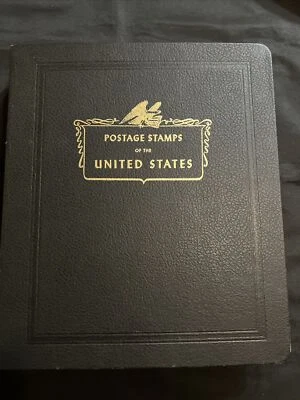 POSTAGE STAMPS
OF THE
UNITED STATES